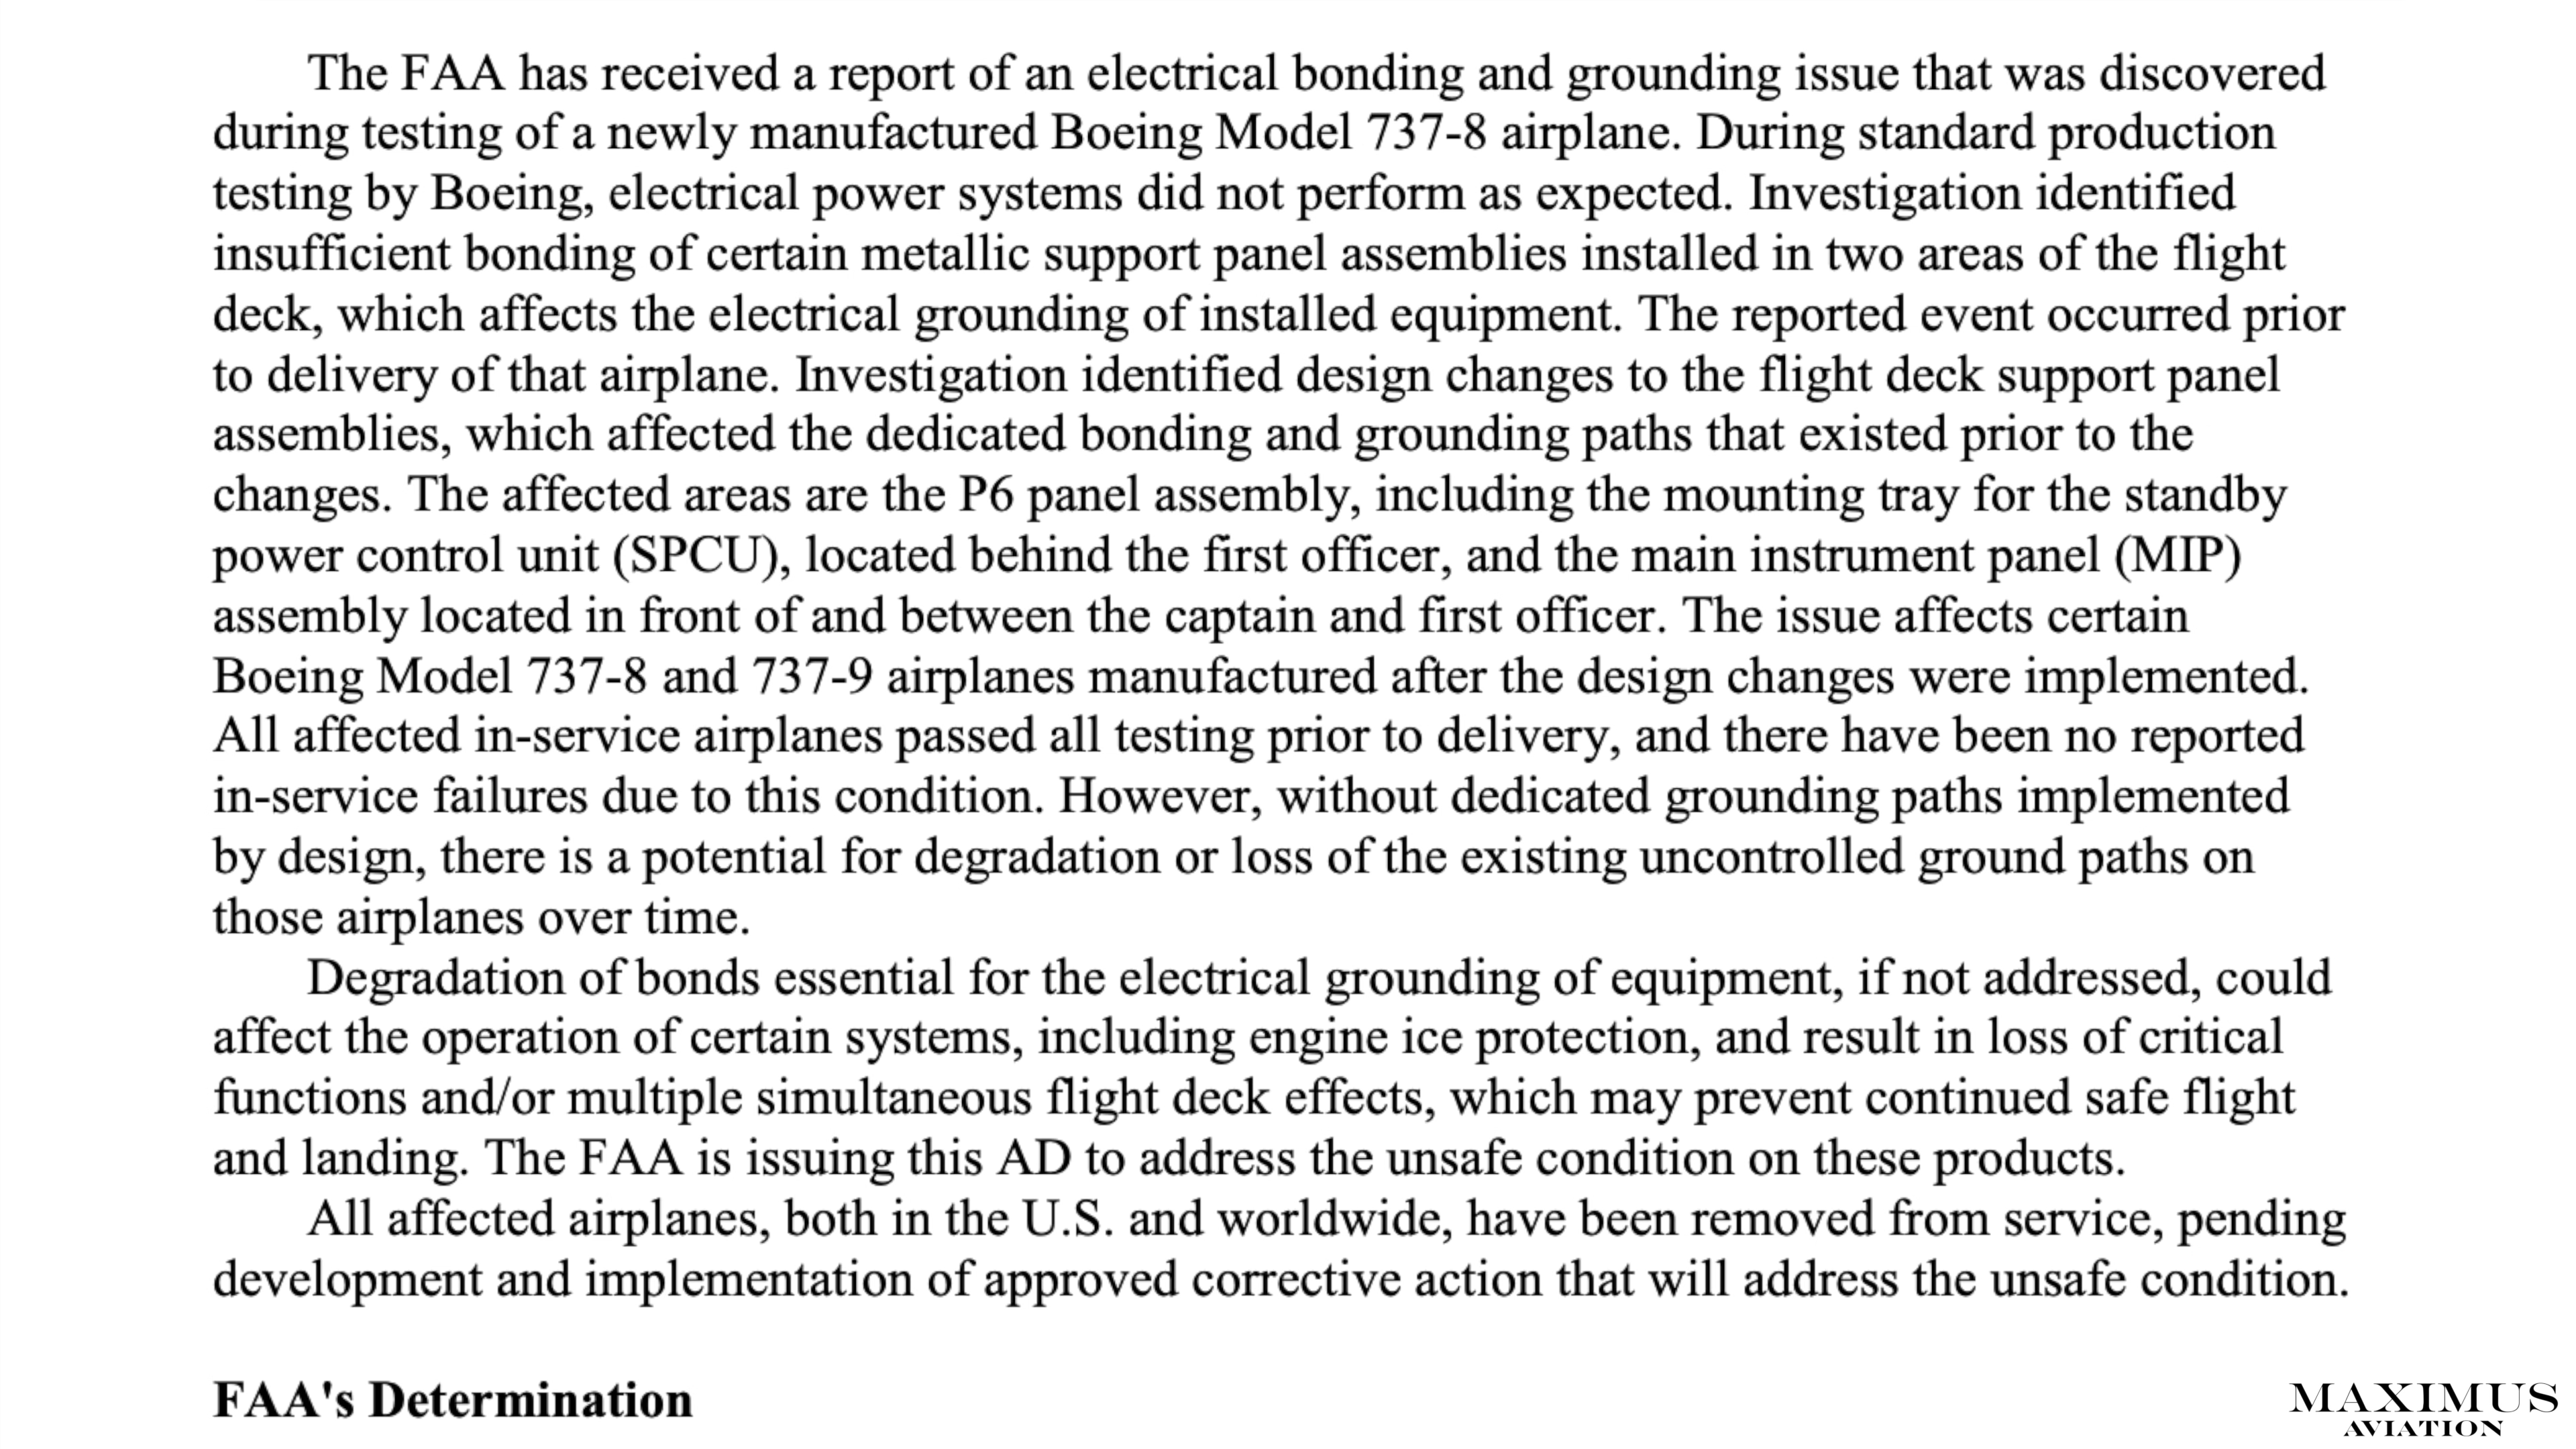 The FAA has received a report of an electrical bonding and grounding issue that was discovered
during testing of a newly manufactured Boeing Model 737-8 airplane. During standard production
testing by Boeing, electrical power systems did not perform as expected. Investigation identified
insufficient bonding of certain metallic support panel assemblies installed in two areas of the flight
deck, which affects the electrical grounding of installed equipment. The reported event occurred prior
to delivery of that airplane. Investigation identified design changes to the flight deck support panel
assemblies, which affected the dedicated bonding and grounding paths that existed prior to the
changes. The affected areas are the P6 panel assembly, including the mounting tray for the standby
power control unit (SPCU), located behind the first officer, and the main instrument panel (MIP)
assembly located in front of and between the captain and first officer. The issue affects certain
Boeing Model 737-8 and 737-9 airplanes manufactured after the design changes were implemented.
All affected in-service airplanes passed all testing prior to delivery, and there have been no reported
in-service failures due to this condition. However, without dedicated grounding paths implemented
by design, there is a potential for degradation or loss of the existing uncontrolled ground paths on
those airplanes over time.
Degradation of bonds essential for the electrical grounding of equipment, if not addressed, could
affect the operation of certain systems, including engine ice protection, and result in loss of critical
functions and/or multiple simultaneous flight deck effects, which may prevent continued safe flight
and landing. The FAA is issuing this AD to address the unsafe condition on these products.
All affected airplanes, both in the U.S. and worldwide, have been removed from service, pending
development and implementation of approved corrective action that will address the unsafe condition.
FAA's Determination
MAXIMUS
AVIATION